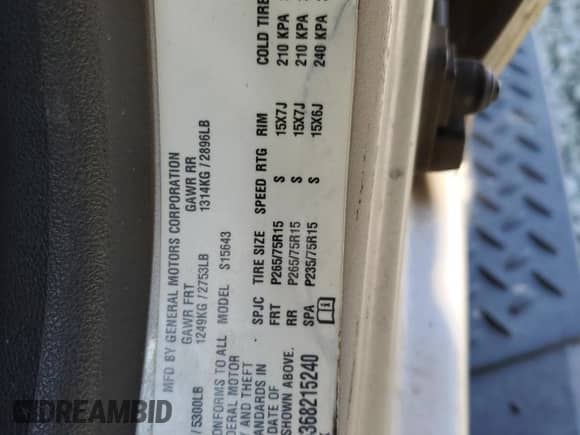 MFD BY GENERAL MOTORS CORPORATION
GAWR FRT GAWR RR
1249KG / 2753LB 1314KG / 2896LB
/ 5300LB MODEL S15643
CONFORMS TO ALL
MOTOR
AND THEFT
STANDARDS IN
DATE OF
SHOWN ABOVE.
368215240
SPJC TIRE SIZE SPEED RTG RIM COLD TIRE
FRT P265/75R15 S 15X7J 210 KPA
RR P265/75R15 S 15X7J 210 KPA
SPA P235/75R15 S 15X6J 240 KPA
DREAMBID